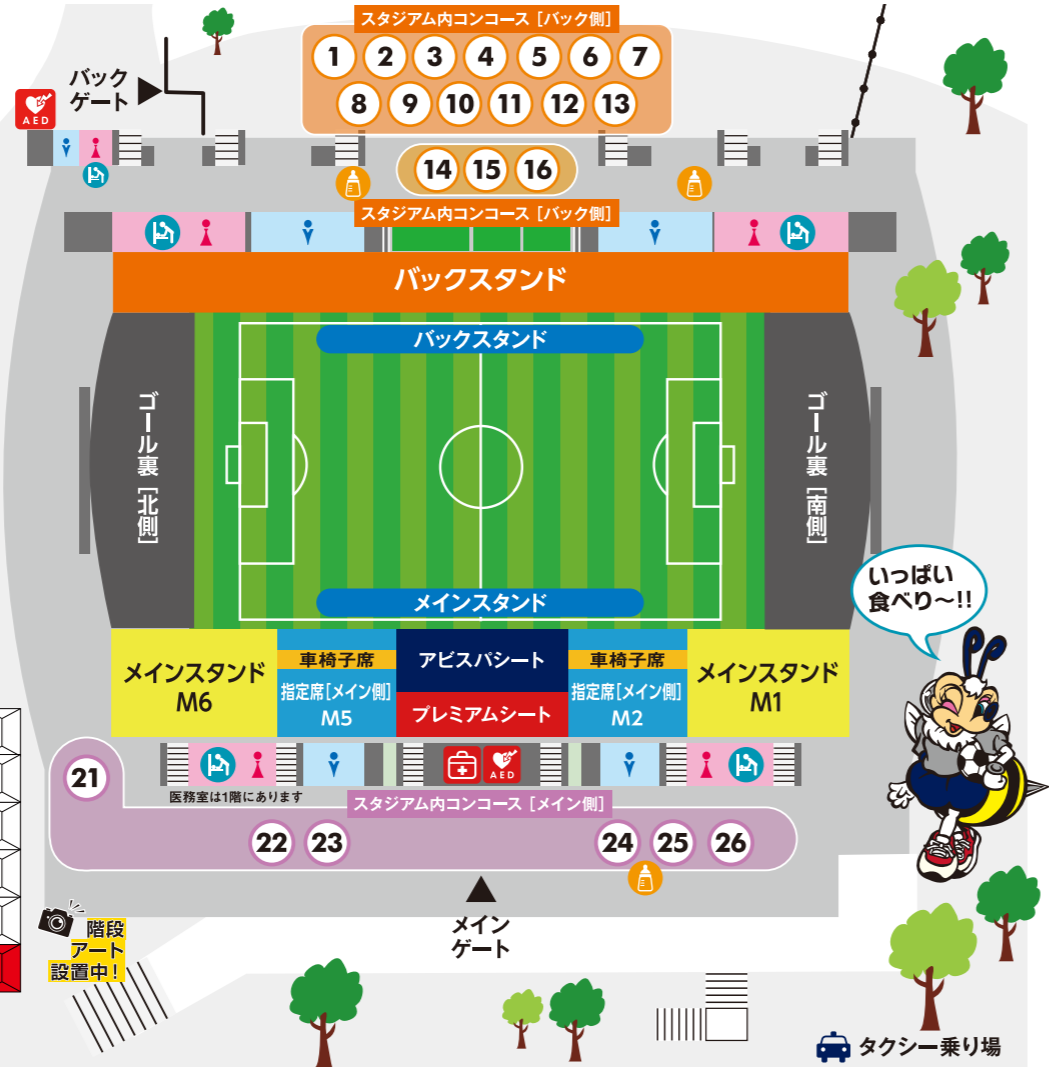 スタジアム内コンコース［バック側］
1 2 3 4 5 6 7
8 9 10 11 12 13
バック
ゲート
AED
14 15 16
スタジアム内コンコース［バック側］
バックスタンド
バックスタンド
ゴール裏［北側］
ゴール裏［南側］
メインスタンド
いっぱい
食べり～!!
メインスタンド
M6
車椅子席
指定席［メイン側］
M5
アビスパシート
プレミアムシート
車椅子席
指定席［メイン側］
M2
メインスタンド
M1
AED
21
医務室は1階にあります
スタジアム内コンコース［メイン側］
22 23 24 25 26
メイン
ゲート
階段
アート
設置中！
タクシー乗り場